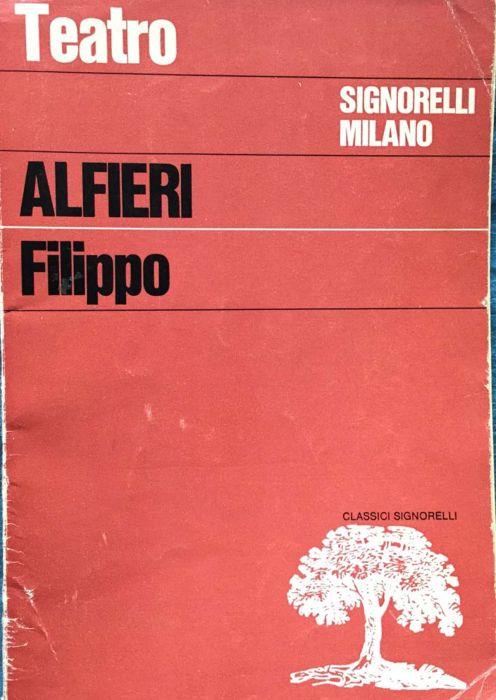 Teatro
SIGNORELLI
MILANO
ALFIERI
Filippo
CLASSICI SIGNORELLI